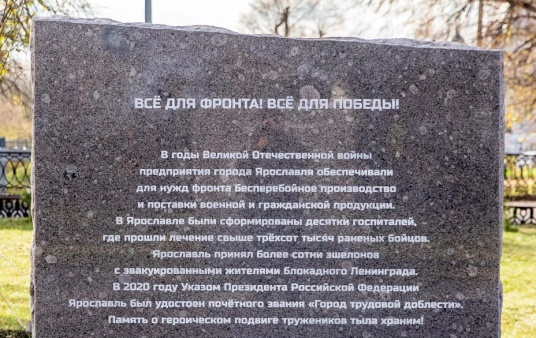 ВСЁ ДЛЯ ФРОНТА! ВСЁ ДЛЯ ПОБЕДЫ!
В годы Великой Отечественной войны
предприятия города Ярославля обеспечивали
для нужд фронта Бесперебойное производство
и поставки военной и гражданской продукции.
В Ярославле были сформированы десятки госпиталей,
где прошли лечение свыше трёхсот тысяч раненых бойцов.
Ярославль принял более сотни эшелонов
с эвакуированными жителями Блокадного Ленинграда.
В 2020 году Указом Президента Российской Федерации
Ярославль был удостоен почётного звания «Город трудовой доблести».
Память о героическом подвиге тружеников тыла храним!